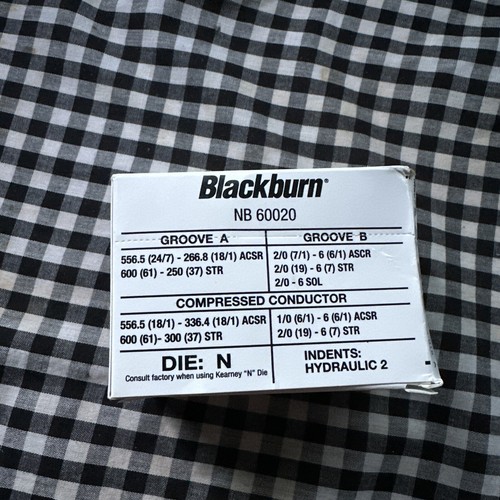 Blackburn®
NB 60020
GROOVE A
556.5 (24/7) - 266.8 (18/1) ACSR
600 (61) - 250 (37) STR
GROOVE B
2/0 (7/1) - 6 (6/1) ASCR
2/0 (19) - 6 (7) STR
2/0 - 6 SOL
COMPRESSED CONDUCTOR
556.5 (18/1) - 336.4 (18/1) ACSR
600 (61)- 300 (37) STR
1/0 (6/1) - 6 (6/1) ACSR
2/0 (19) - 6 (7) STR
DIE: N
Consult factory when using Kearney "N" Die
INDENTS:
HYDRAULIC 2